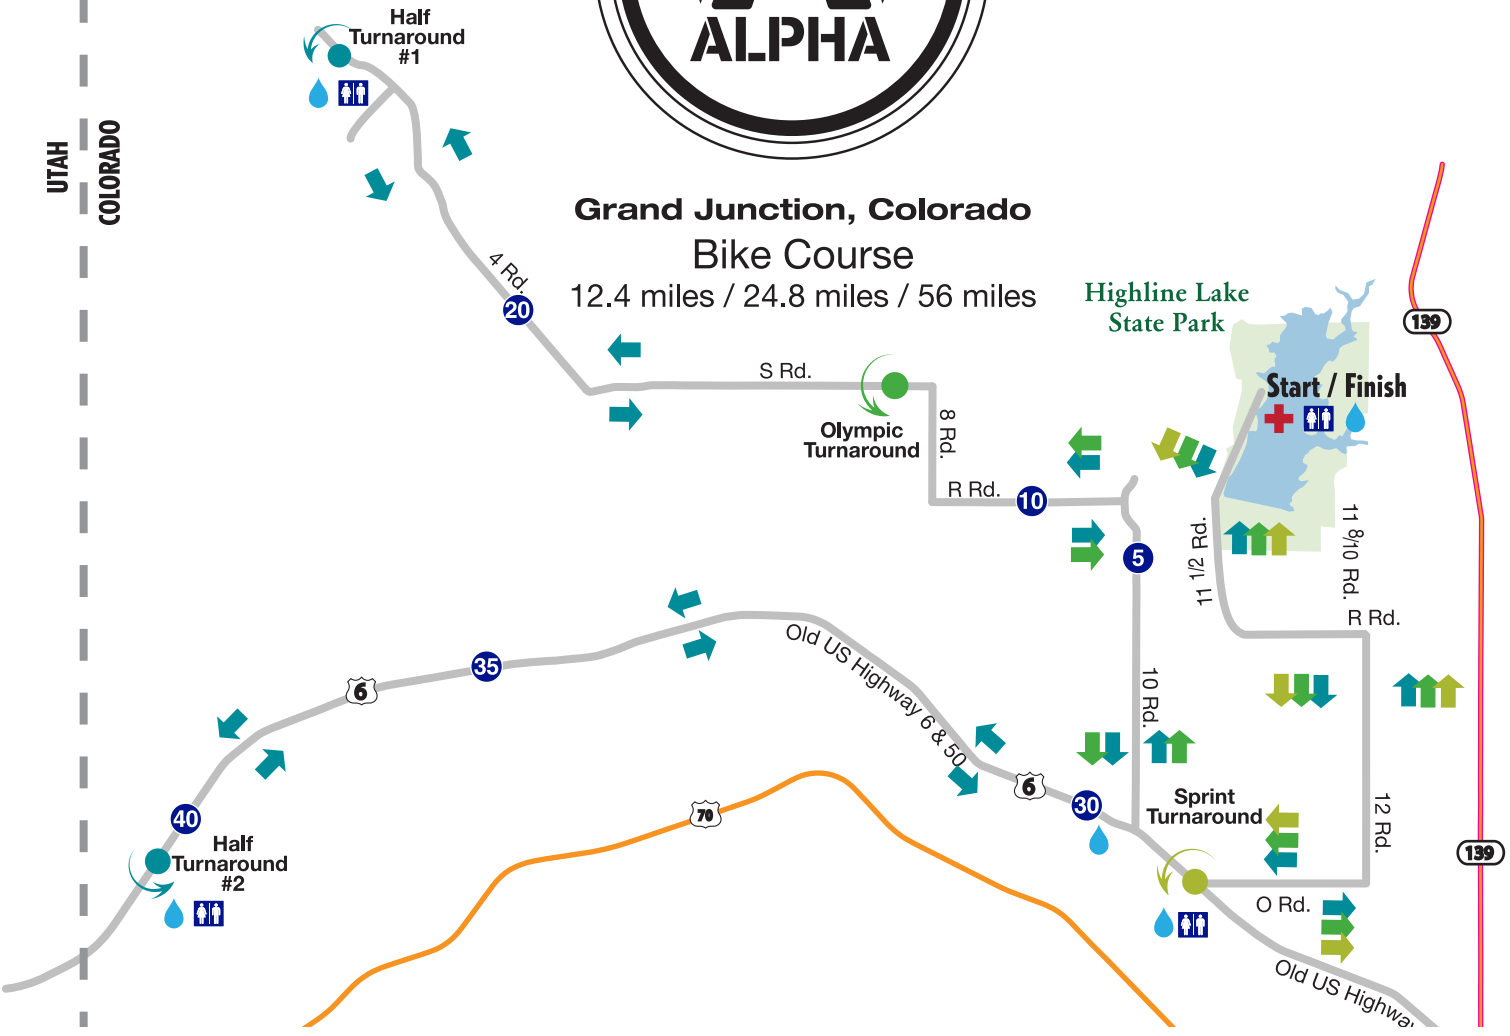 Half
Turnaround
#1
ALPHA
UTAH
COLORADO
Grand Junction, Colorado
Bike Course
12.4 miles / 24.8 miles / 56 miles
4 Rd.
20
Highline Lake
State Park
139
S Rd.
Start / Finish
Olympic
Turnaround
8 Rd.
R Rd.
10
5
11 1/2 Rd.
11 8/10 Rd.
R Rd.
Old US Highway 6 & 50
35
6
10 Rd.
6
30
Sprint
Turnaround
70
12 Rd.
40
Half
Turnaround
#2
139
O Rd.
Old US Highway